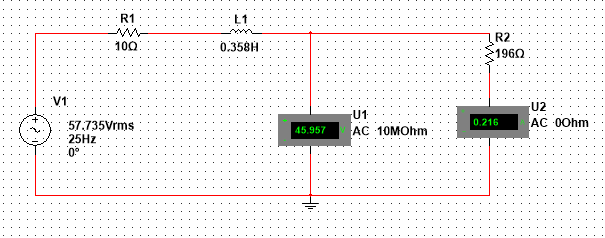 R1
10Ω
L1
0.358H
R2
196Ω
V1
57.735Vrms
25Hz
0°
U1
45.957
AC 10MOhm
U2
0.216
AC 0Ohm